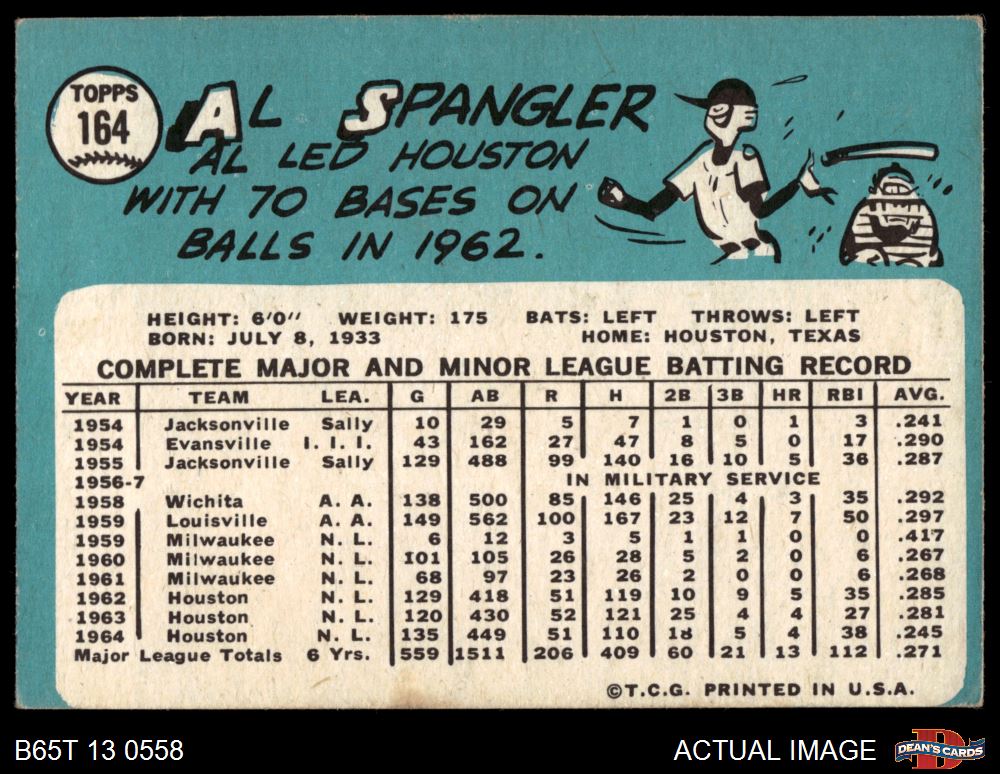 TOPPS
164
AL SPANGLER
AL LED HOUSTON
WITH 70 BASES ON
BALLS IN 1962.
HEIGHT: 6'0" WEIGHT: 175 BATS: LEFT THROWS: LEFT
BORN: JULY 8, 1933 HOME: HOUSTON, TEXAS
COMPLETE MAJOR AND MINOR LEAGUE BATTING RECORD
YEAR TEAM LEA. G AB R H 2B 3B HR RBI AVG.
1954 Jacksonville Sally 10 29 5 7 1 0 1 3 .241
1954 Evansville I. I. I. 43 162 27 47 8 5 0 17 .290
1955 Jacksonville Sally 129 488 99 140 16 10 5 36 .287
1956-7 IN MILITARY SERVICE
1958 Wichita A. A. 138 500 85 146 25 4 3 35 .292
1959 Louisville A. A. 149 562 100 167 23 12 7 50 .297
1959 Milwaukee N. L. 6 12 3 5 1 1 0 0 .417
1960 Milwaukee N. L. 101 105 26 28 5 2 0 6 .267
1961 Milwaukee N. L. 68 97 23 26 2 0 0 6 .268
1962 Houston N. L. 129 418 51 119 10 9 5 35 .285
1963 Houston N. L. 120 430 52 121 25 4 4 27 .281
1964 Houston N. L. 135 449 51 110 18 5 4 38 .245
Major League Totals 6 Yrs. 559 1511 206 409 60 21 13 112 .271
©T.C.G. PRINTED IN U.S.A.
B65T 13 0558 ACTUAL IMAGE
DEAN'S CARDS